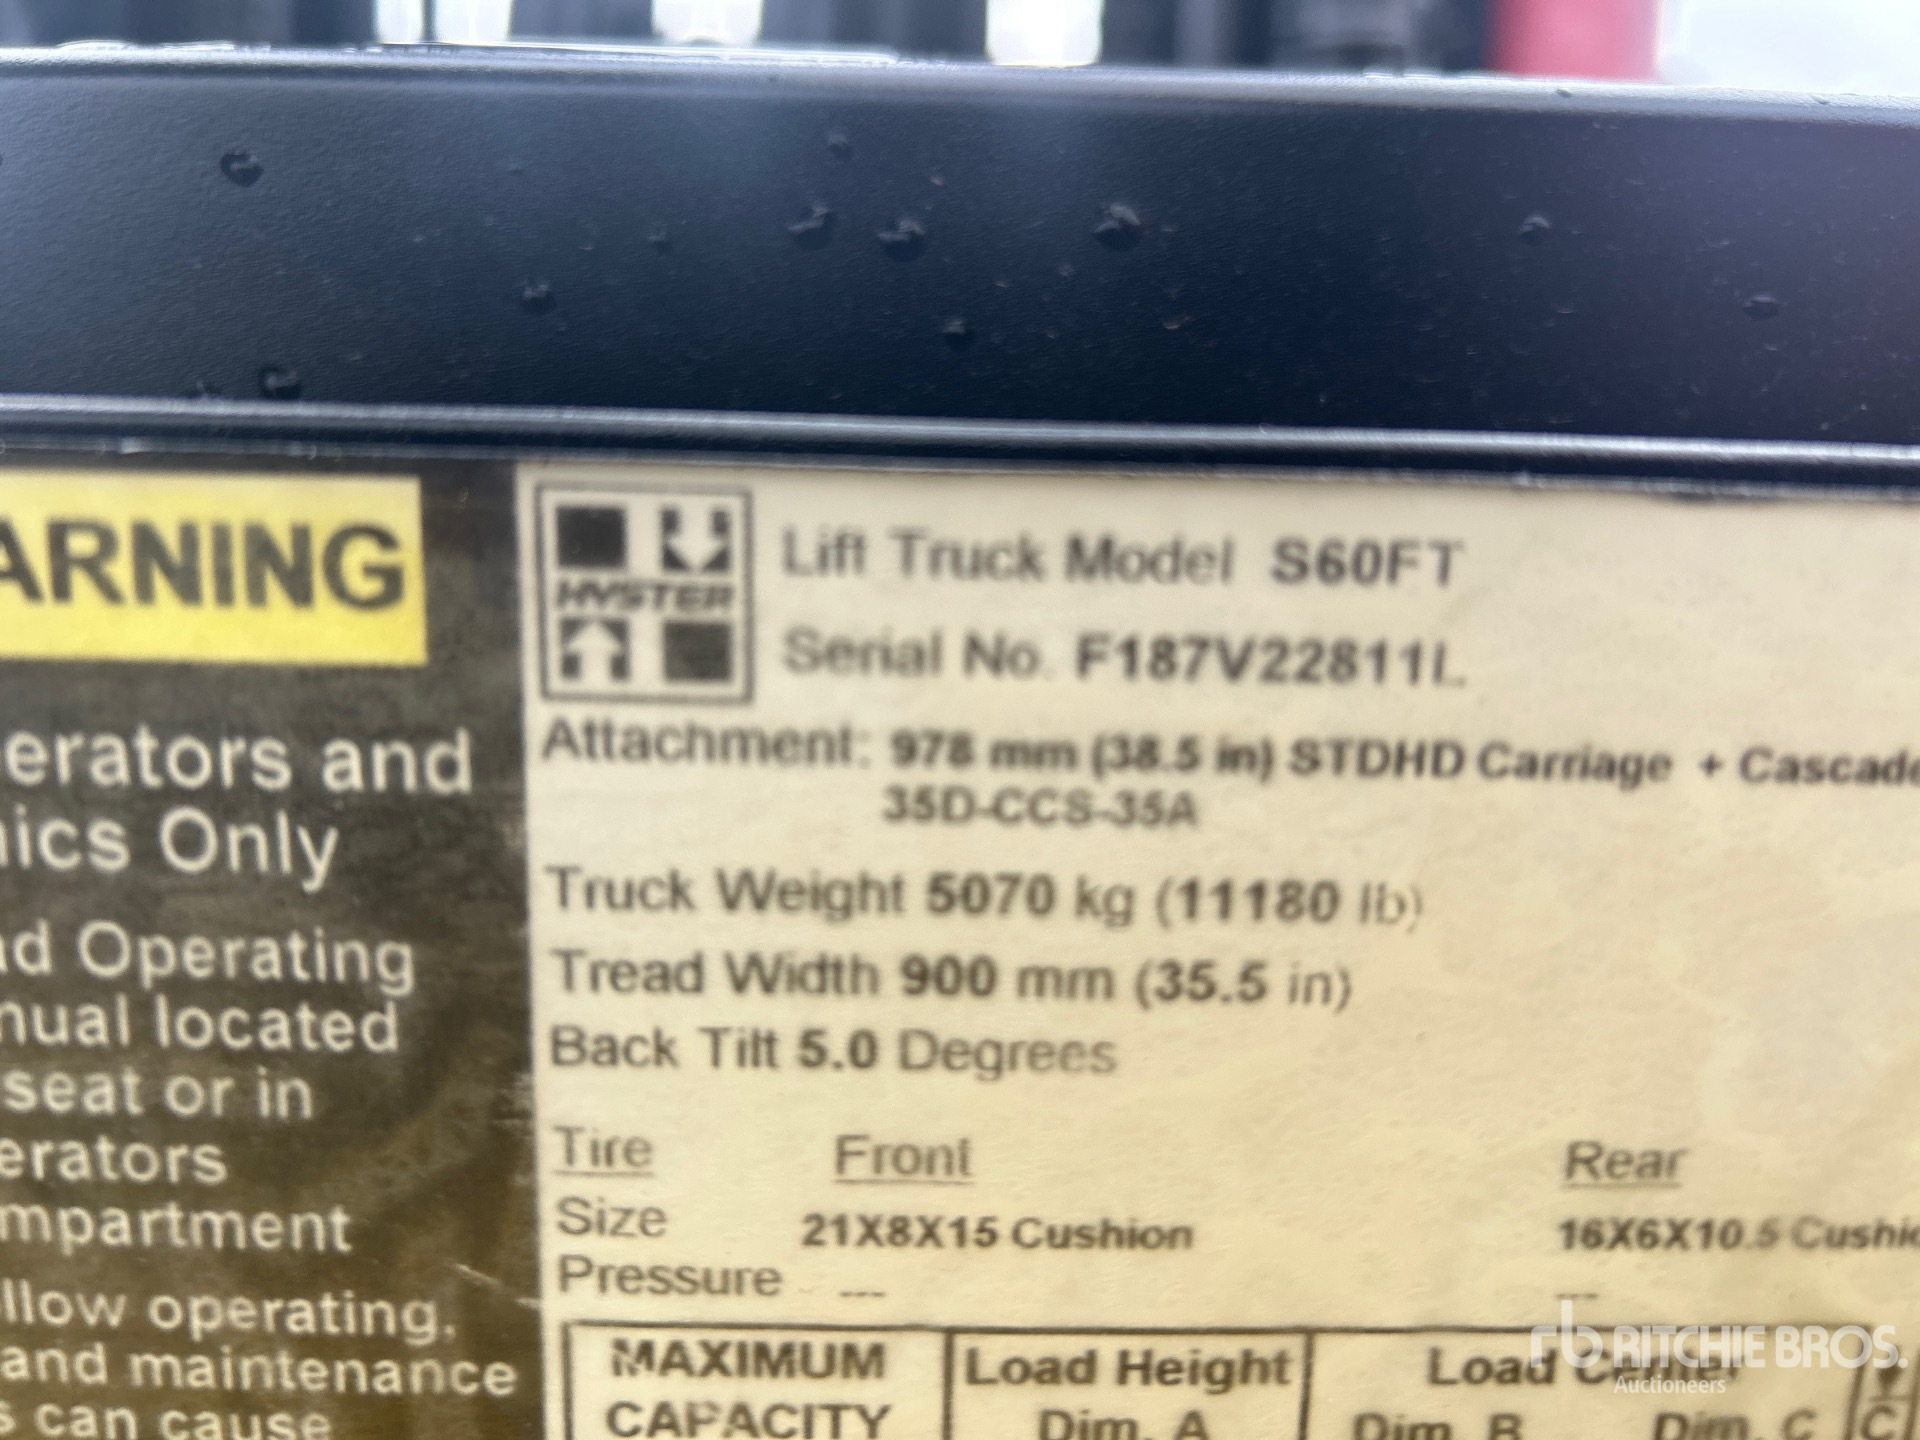 ARNING
erators and
nics Only
d Operating
nual located
seat or in
erators
mpartment
llow operating,
and maintenance
s can cause
HYSTER
Lift Truck Model S60FT
Serial No. F187V22811L
Attachment: 978 mm (38.5 in) STDHD Carriage + Cascade
35D-CCS-35A
Truck Weight 5070 kg (11180 lb)
Tread Width 900 mm (35.5 in)
Back Tilt 5.0 Degrees
Tire Front Rear
Size 21X8X15 Cushion 16X6X10.5 Cushio
Pressure --- ---
MAXIMUM Load Height Load Ce
CAPACITY Dim. A Dim. B Dim. C C
rb RITCHIE BROS.
Auctioneers